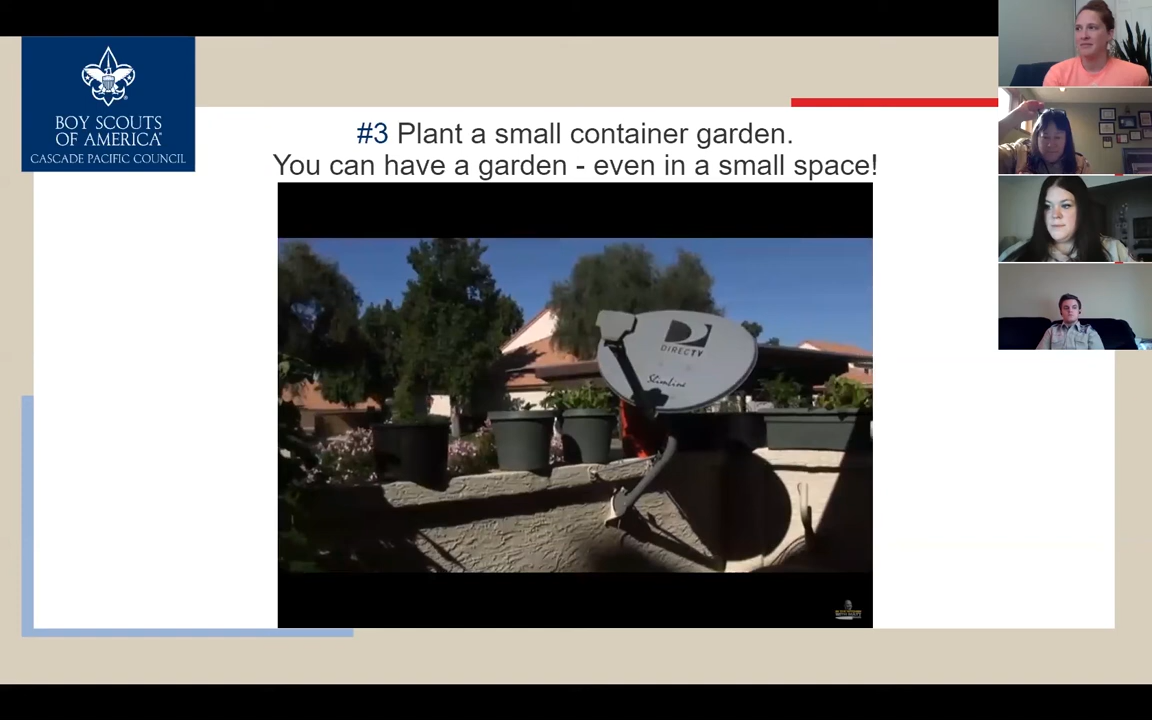 BOY SCOUTS
OF AMERICA®
CASCADE PACIFIC COUNCIL
#3 Plant a small container garden.
You can have a garden - even in a small space!
DIRECTV
Slimline